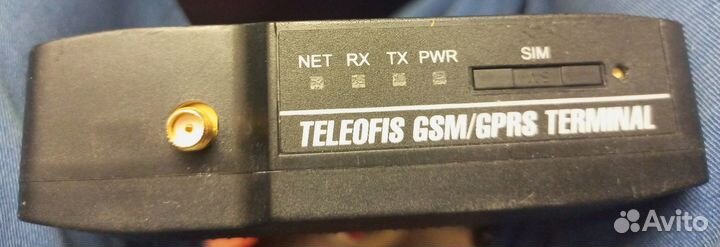 NET RX TX PWR SIM
TELEOFIS GSM/GPRS TERMINAL
Avito